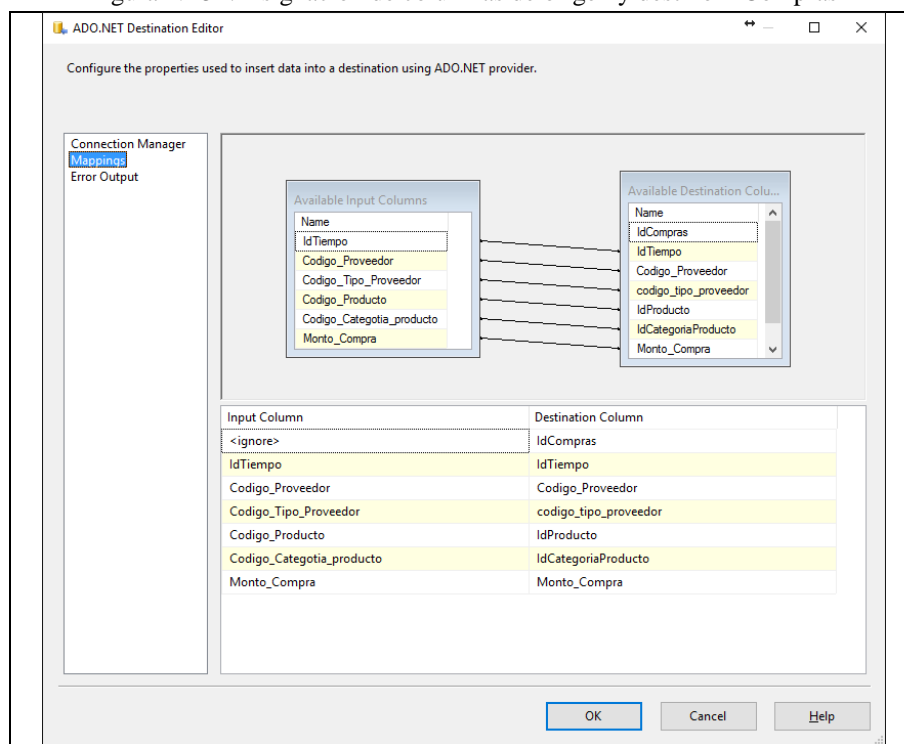 ADO.NET Destination Editor
Configure the properties used to insert data into a destination using ADO.NET provider.
Connection Manager
Mappings
Error Output
Available Input Columns
Name
IdTiempo
Codigo_Proveedor
Codigo_Tipo_Proveedor
Codigo_Producto
Codigo_Categotia_producto
Monto_Compra
Available Destination Colu...
Name
IdCompras
IdTiempo
Codigo_Proveedor
codigo_tipo_proveedor
IdProducto
IdCategoriaProducto
Monto_Compra
Input Column Destination Column
<ignore> IdCompras
IdTiempo IdTiempo
Codigo_Proveedor Codigo_Proveedor
Codigo_Tipo_Proveedor codigo_tipo_proveedor
Codigo_Producto IdProducto
Codigo_Categotia_producto IdCategoriaProducto
Monto_Compra Monto_Compra
OK Cancel Help